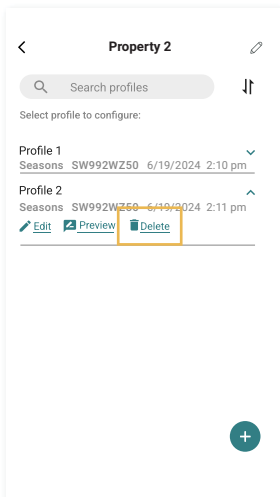 Property 2
Search profiles
Select profile to configure:
Profile 1
Seasons SW992WZ50 6/19/2024 2:10 pm
Profile 2
Seasons SW992WZ50 6/19/2024 2:11 pm
Edit Preview Delete